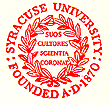 SYRACUSE UNIVERSITY
FOUNDED A·D·1870
SUOS
CULTORES
SCIENTIA
CORONAT